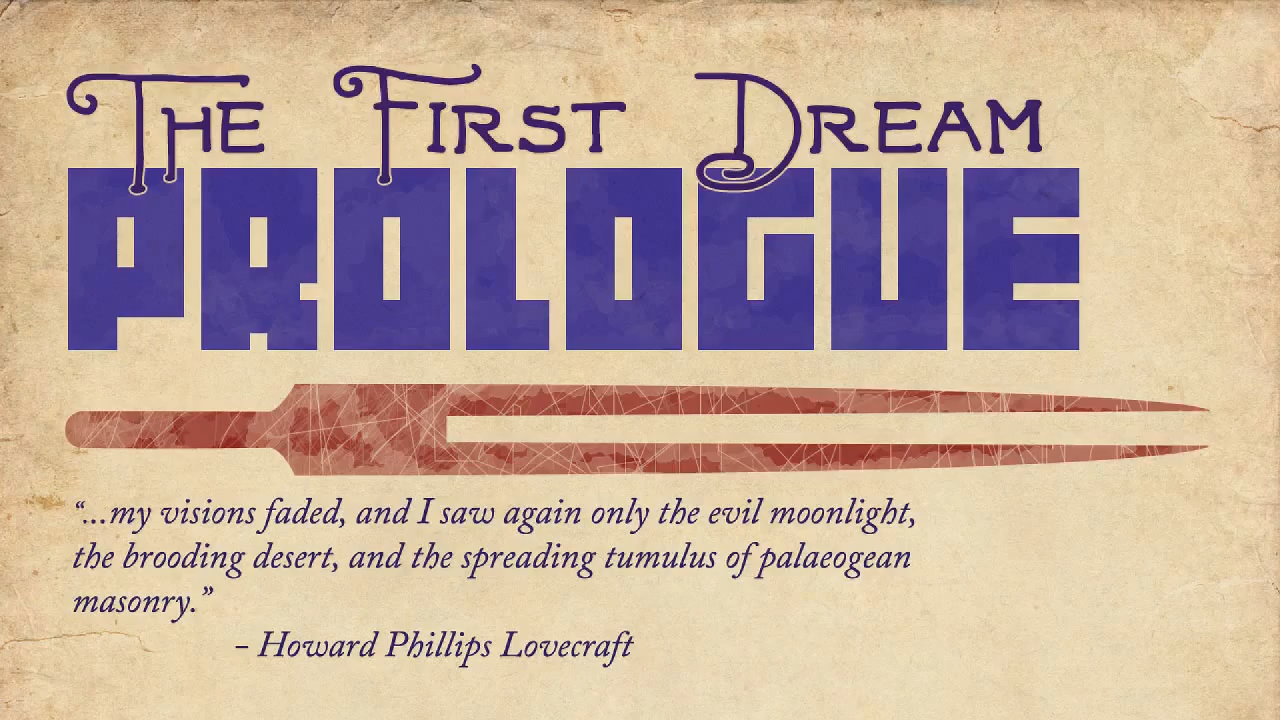 The First Dream
PROLOGUE
“...my visions faded, and I saw again only the evil moonlight,
the brooding desert, and the spreading tumulus of palaeogean
masonry.”
– Howard Phillips Lovecraft